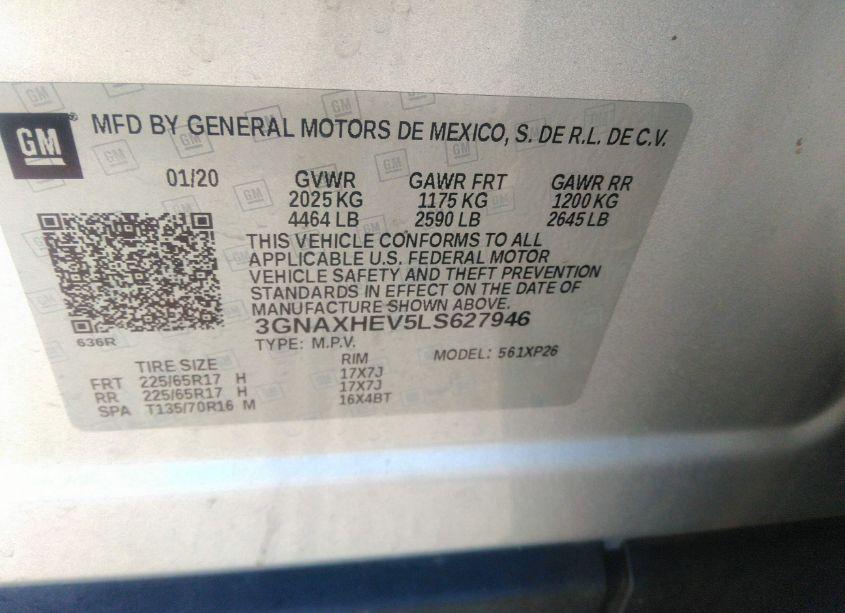 GM
MFD BY GENERAL MOTORS DE MEXICO, S. DE R.L. DE C.V.
01/20 GVWR GAWR FRT GAWR RR
2025 KG 1175 KG 1200 KG
4464 LB 2590 LB 2645 LB
THIS VEHICLE CONFORMS TO ALL
APPLICABLE U.S. FEDERAL MOTOR
VEHICLE SAFETY AND THEFT PREVENTION
STANDARDS IN EFFECT ON THE DATE OF
MANUFACTURE SHOWN ABOVE.
3GNAXHEV5LS627946
636R
TYPE: M.P.V. MODEL: 561XP26
TIRE SIZE RIM
FRT 225/65R17 H 17X7J
RR 225/65R17 H 17X7J
SPA T135/70R16 M 16X4BT